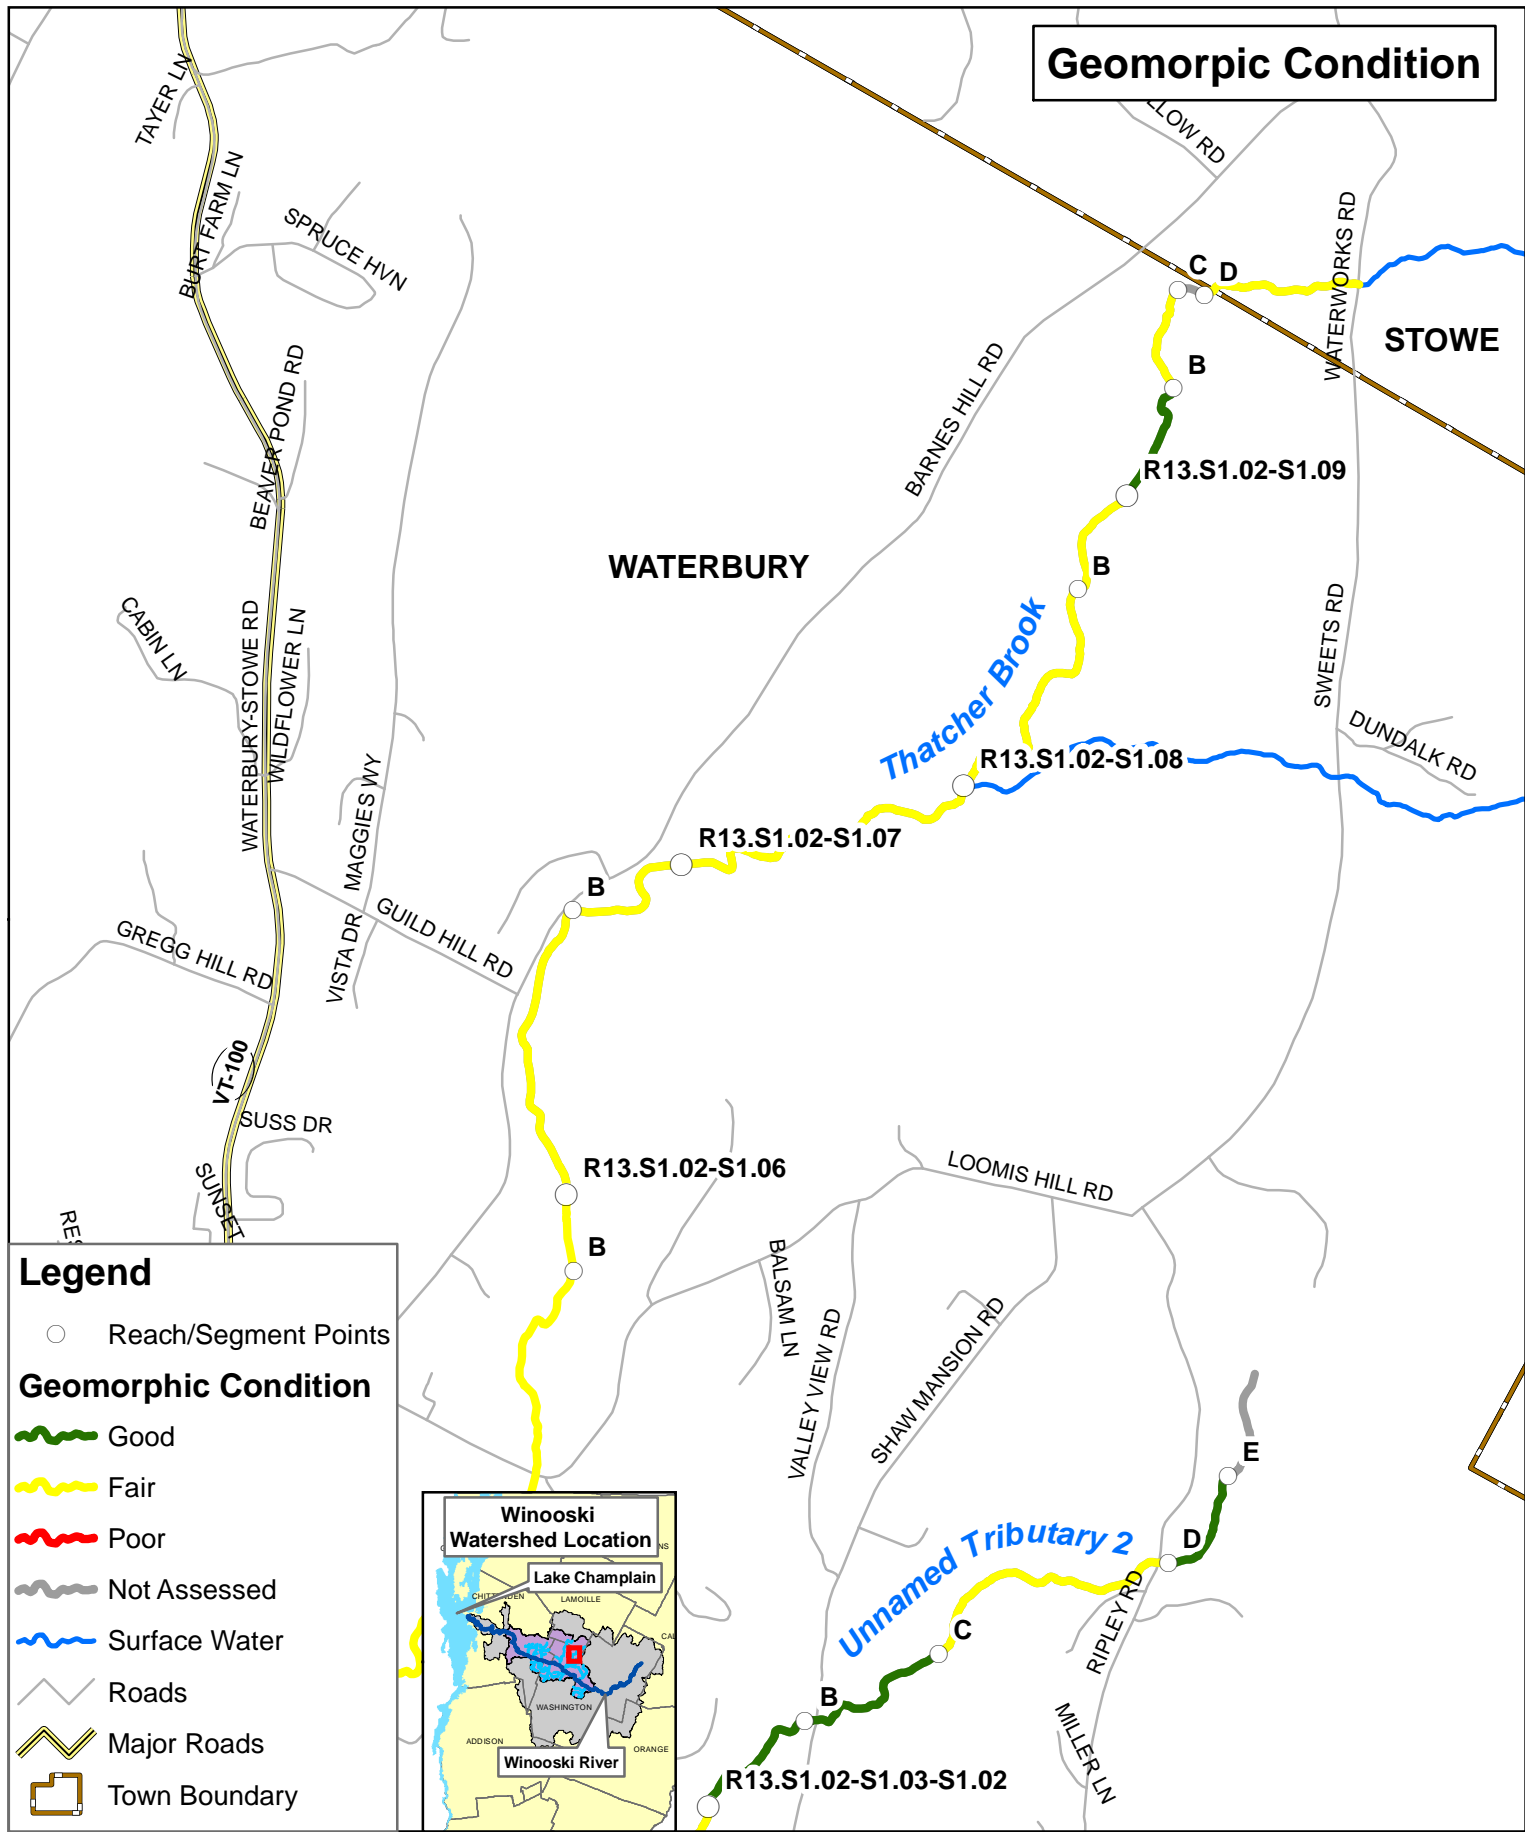 Geomorpic Condition
LLOW RD
TAYER LN
BURT FARM LN
SPRUCE HVN
WATERWORKS RD
C
D
STOWE
B
BEAVER POND RD
BARNES HILL RD
R13.S1.02-S1.09
WATERBURY
B
CABIN LN
WATERBURY-STOWE RD
WILDFLOWER LN
Thatcher Brook
SWEETS RD
DUNDALK RD
R13.S1.02-S1.08
MAGGIES WY
R13.S1.02-S1.07
B
GUILD HILL RD
VISTA DR
GREGG HILL RD
VT-100
SUSS DR
R13.S1.02-S1.06
LOOMIS HILL RD
SUNSET
RES
B
BALSAM LN
VALLEY VIEW RD
SHAW MANSION RD
E
D
Unnamed Tributary 2
C
RIPLEY RD
B
MILLER LN
R13.S1.02-S1.03-S1.02
Legend
Reach/Segment Points
Geomorphic Condition
Good
Fair
Poor
Not Assessed
Surface Water
Roads
Major Roads
Town Boundary
Winooski
Watershed Location
NS
Lake Champlain
CHITTENDEN
LAMOILLE
CAL
WASHINGTON
ADDISON
ORANGE
Winooski River